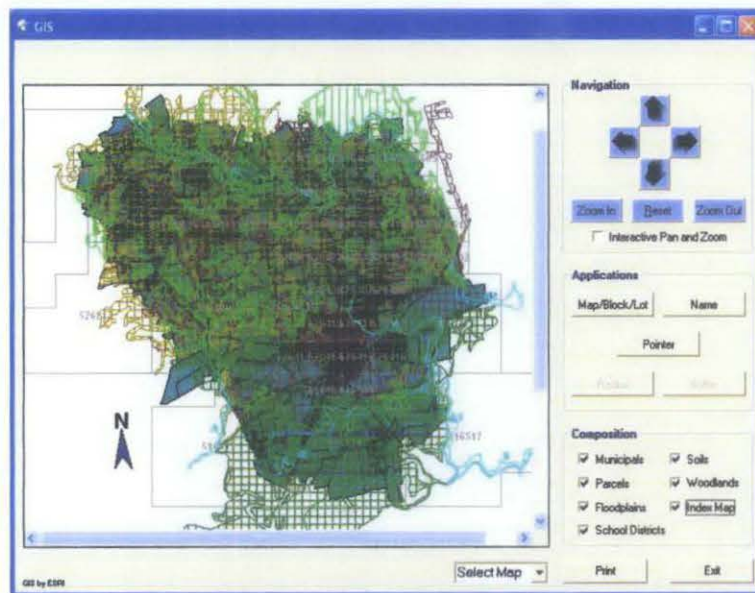 GIS
Navigation
Zoom In
Reset
Zoom Out
Interactive Pan and Zoom
Applications
Map/Block/Lot
Name
Pointer
N
Composition
Municipals
Soils
Parcels
Woodlands
Floodplains
Index Map
School Districts
Select Map
Print
Exit
GIS by ESRI